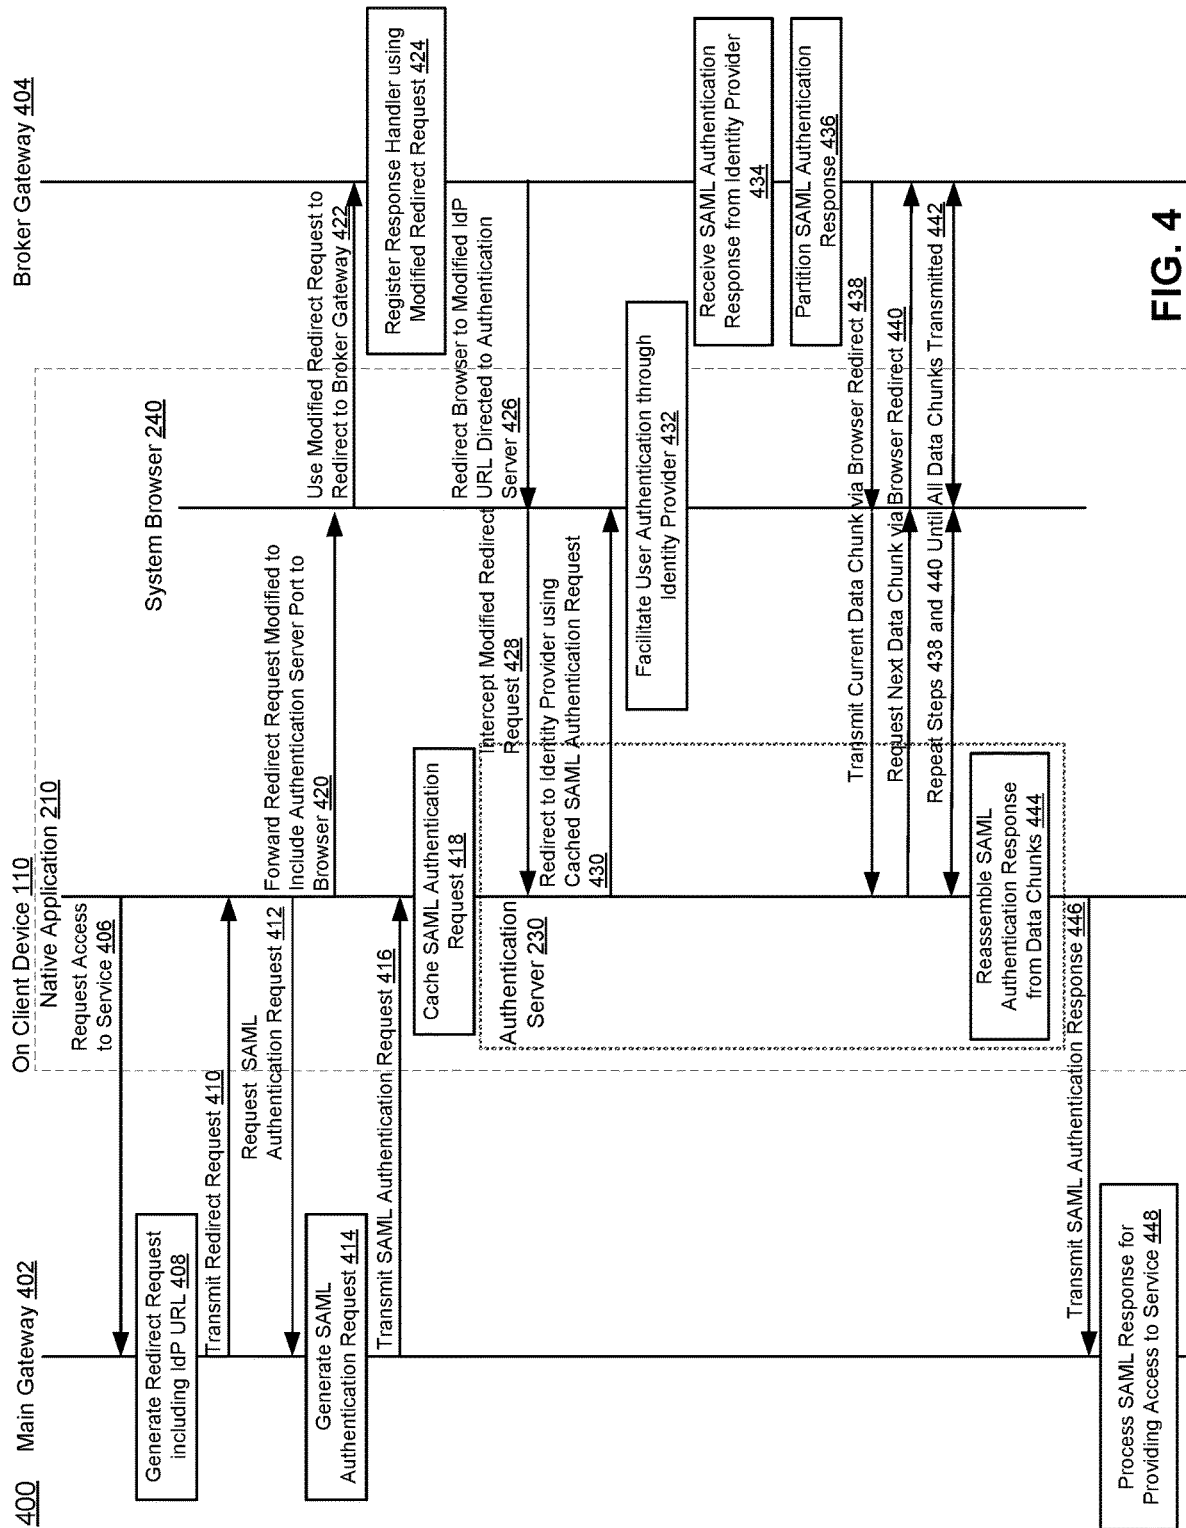 400
Main Gateway 402
On Client Device 110
Native Application 210
System Browser 240
Broker Gateway 404
Request Access
to Service 406
Generate Redirect Request
including IdP URL 408
Transmit Redirect Request 410
Request SAML
Authentication Request 412
Generate SAML
Authentication Request 414
Transmit SAML Authentication Request 416
Cache SAML Authentication
Request 418
Forward Redirect Request Modified to
Include Authentication Server Port to
Browser 420
Use Modified Redirect Request to
Redirect to Broker Gateway 422
Register Response Handler using
Modified Redirect Request 424
Redirect Browser to Modified IdP
URL Directed to Authentication
Server 426
Intercept Modified Redirect
Request 428
Authentication
Server 230
Redirect to Identity Provider using
Cached SAML Authentication Request
430
Facilitate User Authentication through
Identity Provider 432
Receive SAML Authentication
Response from Identity Provider
434
Partition SAML Authentication
Response 436
Transmit Current Data Chunk via Browser Redirect 438
Request Next Data Chunk via Browser Redirect 440
Repeat Steps 438 and 440 Until All Data Chunks Transmitted 442
Reassemble SAML
Authentication Response
from Data Chunks 444
Transmit SAML Authentication Response 446
Process SAML Response for
Providing Access to Service 448
FIG. 4